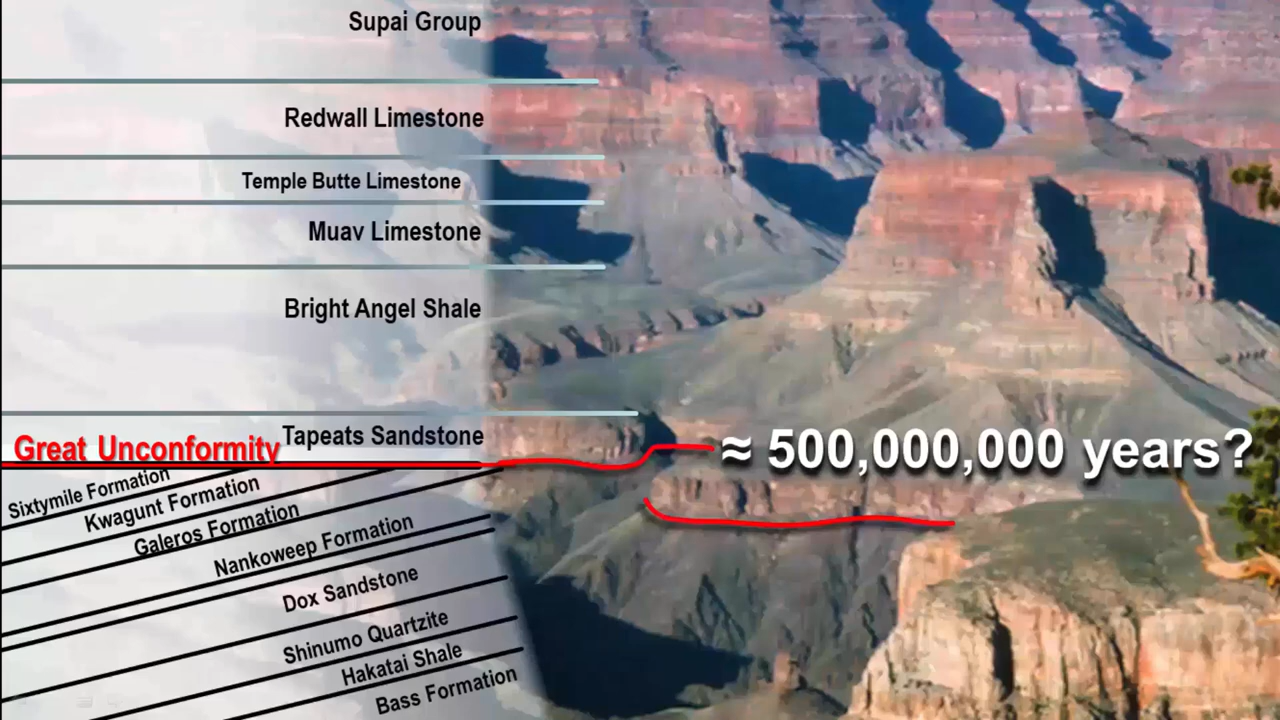 Supai Group
Redwall Limestone
Temple Butte Limestone
Muav Limestone
Bright Angel Shale
Tapeats Sandstone
Great Unconformity
≈ 500,000,000 years?
Sixtymile Formation
Kwagunt Formation
Galeros Formation
Nankoweep Formation
Dox Sandstone
Shinumo Quartzite
Hakatai Shale
Bass Formation